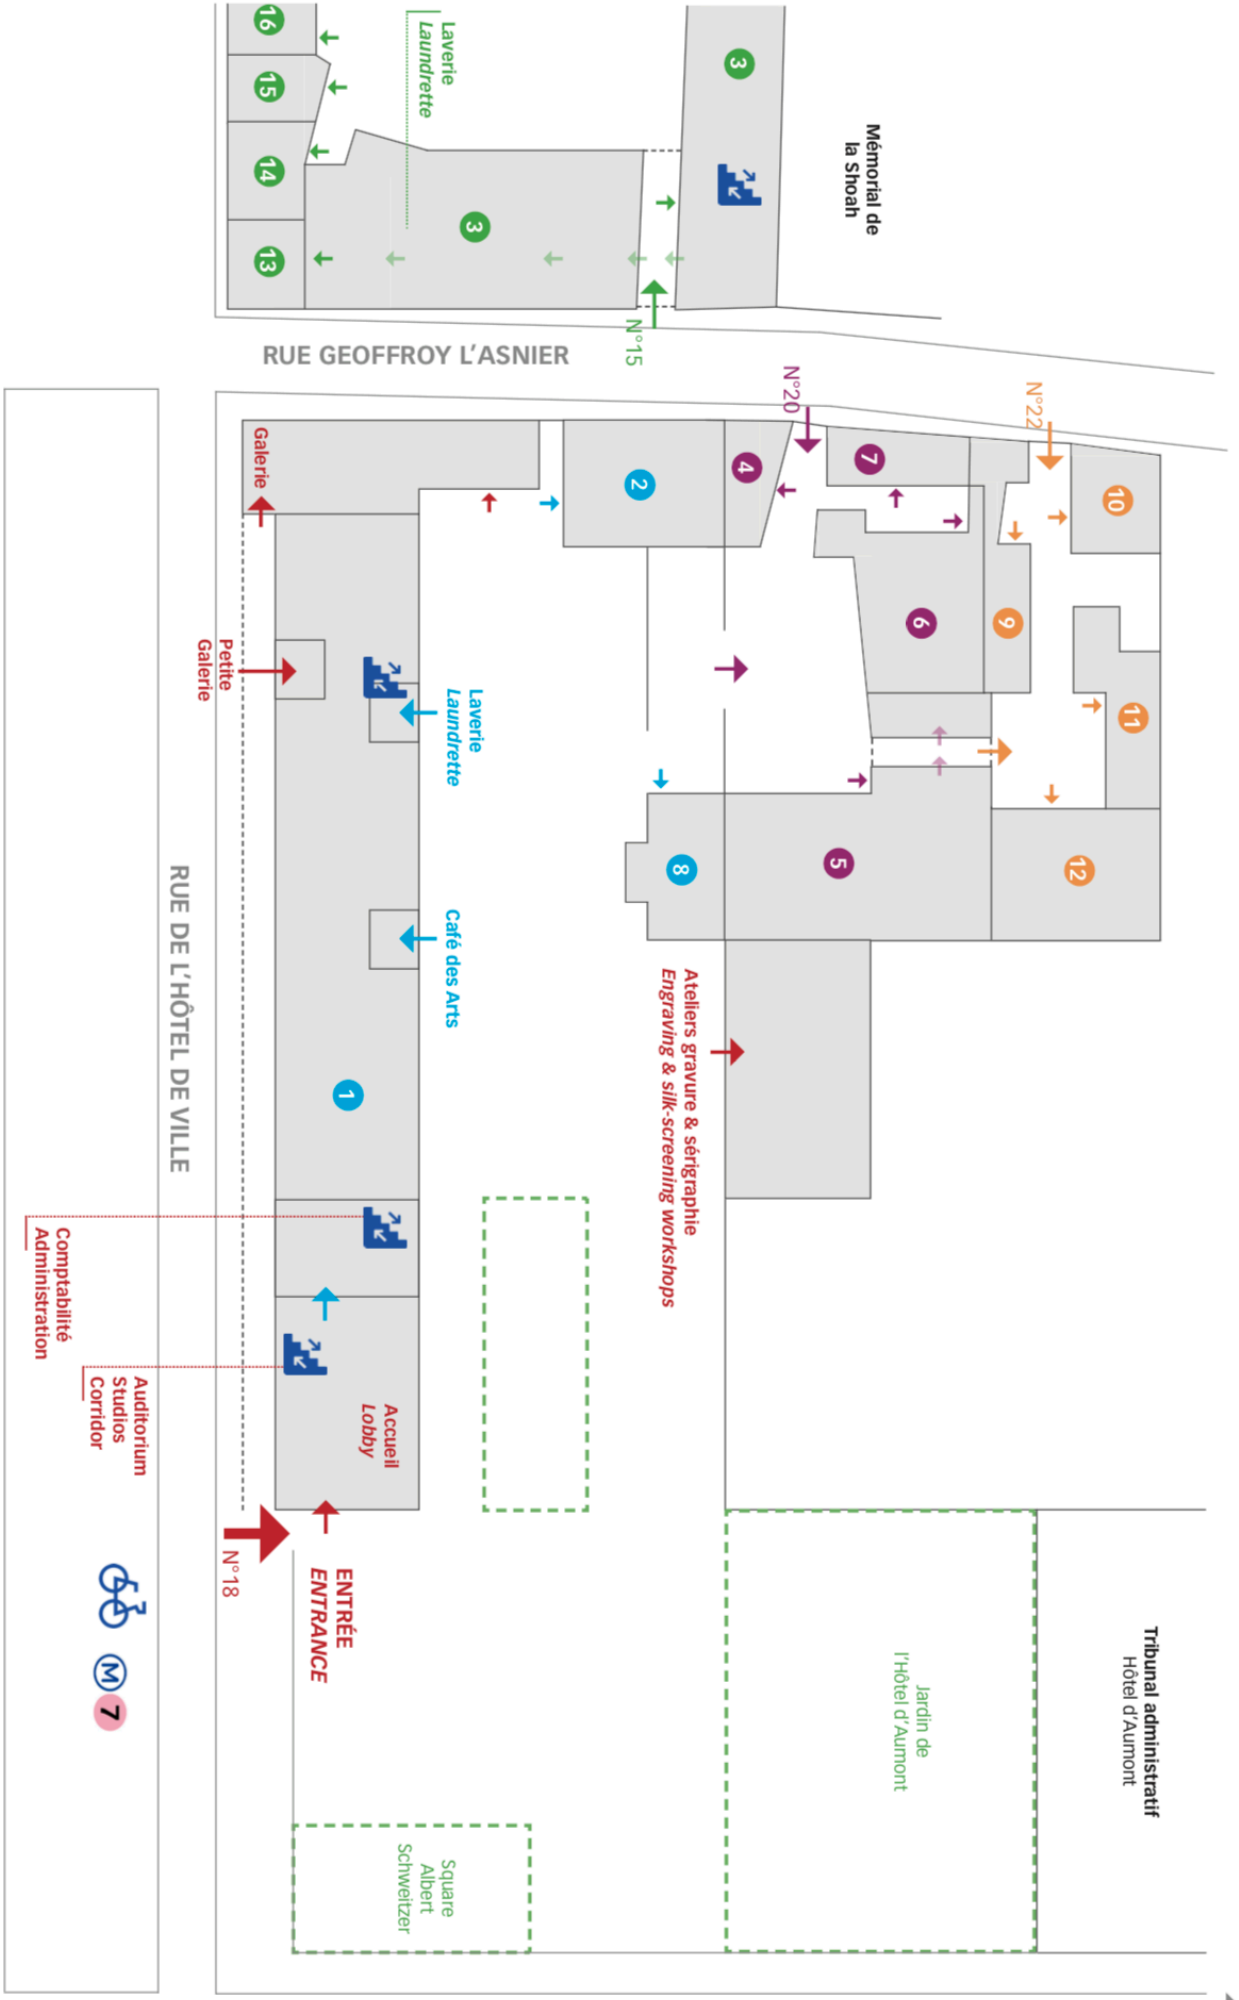 16
15
14
13
Laverie
Laundrette
3
3
Mémorial de
la Shoah
N°15
RUE GEOFFROY L'ASNIER
N°20
N°22
Galerie
2
4
7
10
6
9
11
Petite
Galerie
Laverie
Laundrette
8
5
12
Café des Arts
Ateliers gravure & sérigraphie
Engraving & silk-screening workshops
1
RUE DE L'HÔTEL DE VILLE
Comptabilité
Administration
Auditorium
Studios
Corridor
Accueil
Lobby
N°18
ENTRÉE
ENTRANCE
M
7
Jardin de
l'Hôtel d'Aumont
Tribunal administratif
Hôtel d'Aumont
Square
Albert
Schweitzer